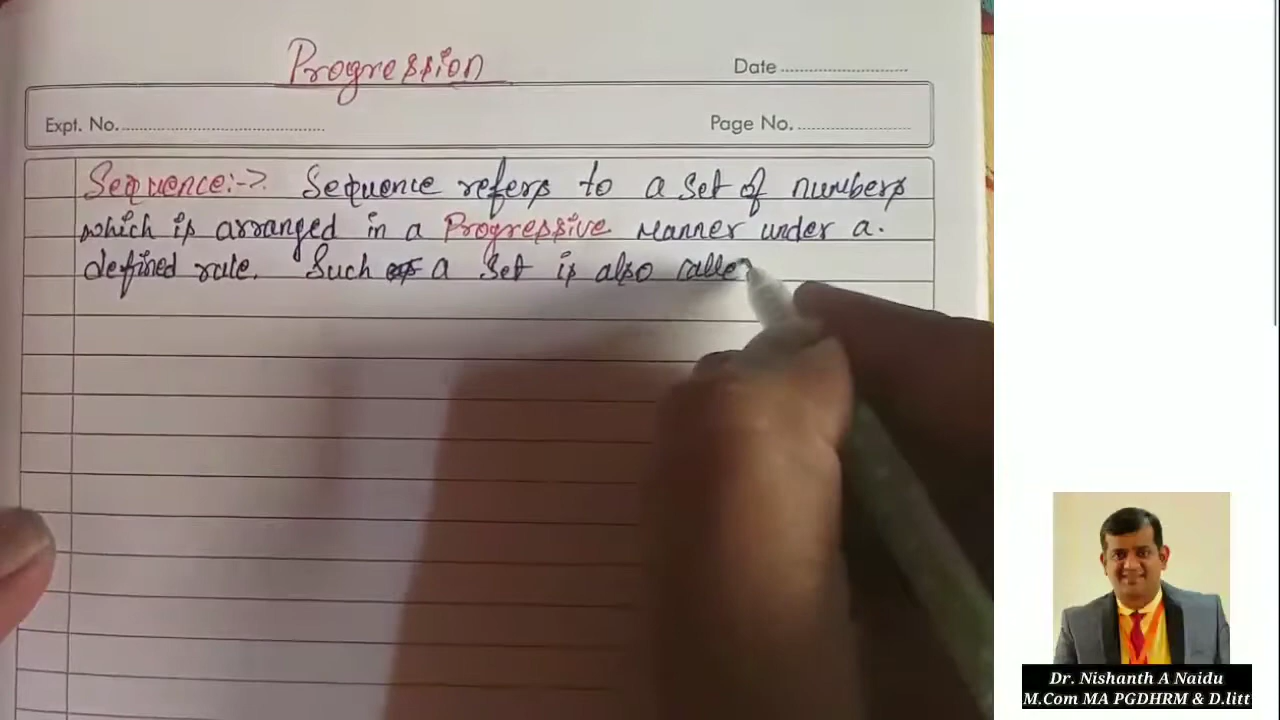 Progression
Date
Expt. No.
Page No.
Sequence:-> Sequence refers to a set of numbers
which is arranged in a Progressive manner under a.
defined rule. Such a set is also calle
Dr. Nishanth A Naidu
M.Com MA PGDHRM & D.litt